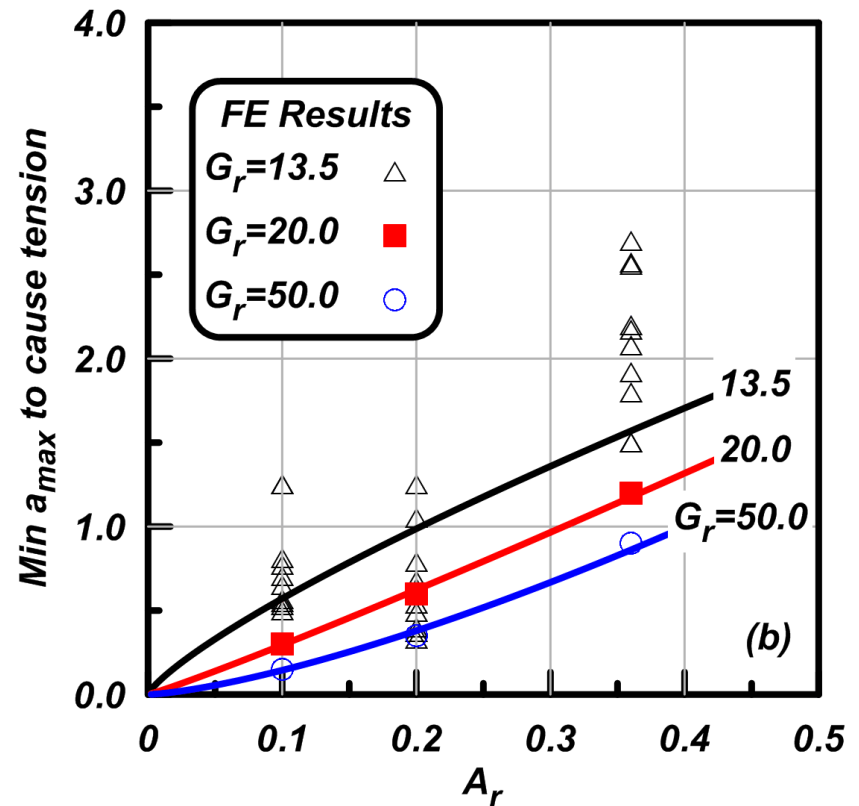 4.0
3.0
2.0
1.0
0.0
Min a_max to cause tension
FE Results
G_r=13.5
G_r=20.0
G_r=50.0
13.5
20.0
G_r=50.0
(b)
0 0.1 0.2 0.3 0.4 0.5
A_r